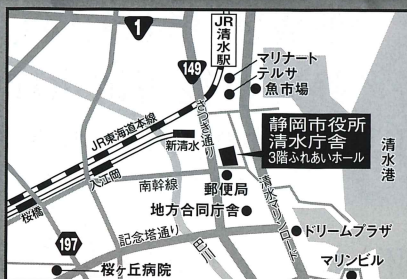 1
JR清水駅
149
マリナート
テルサ
魚市場
さつき通り
JR東海道本線
新清水
静岡市役所
清水庁舎
3階ふれあいホール
清水港
入江岡
桜橋
南幹線
郵便局
地方合同庁舎
清水マリンロード
記念塔通り
ドリームプラザ
巴川
197
桜ヶ丘病院
マリンビル